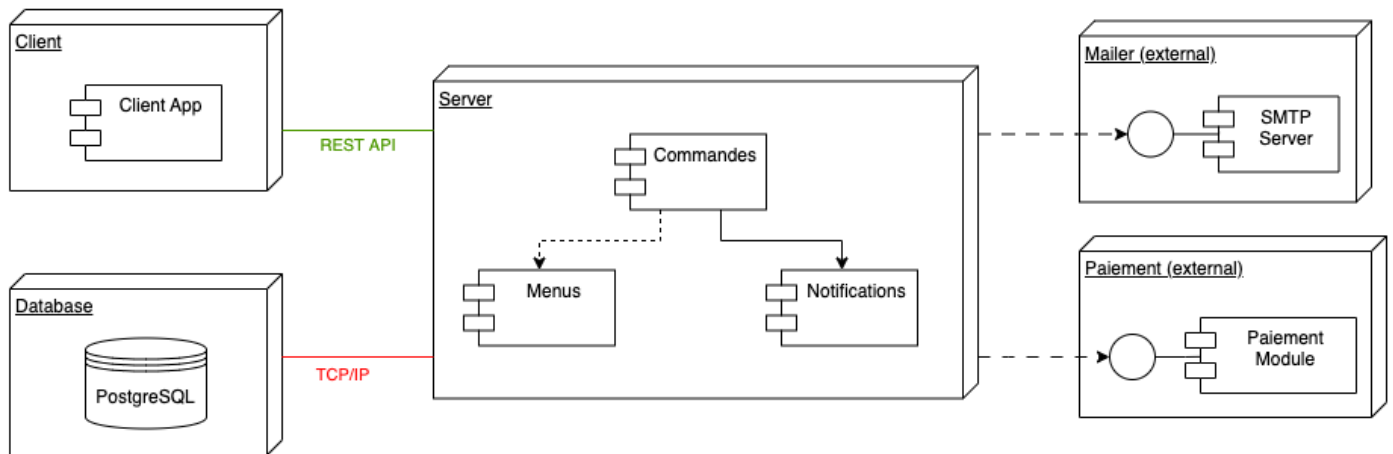 Client
Client App
REST API
Database
PostgreSQL
TCP/IP
Server
Commandes
Menus
Notifications
Mailer (external)
SMTP
Server
Paiement (external)
Paiement
Module